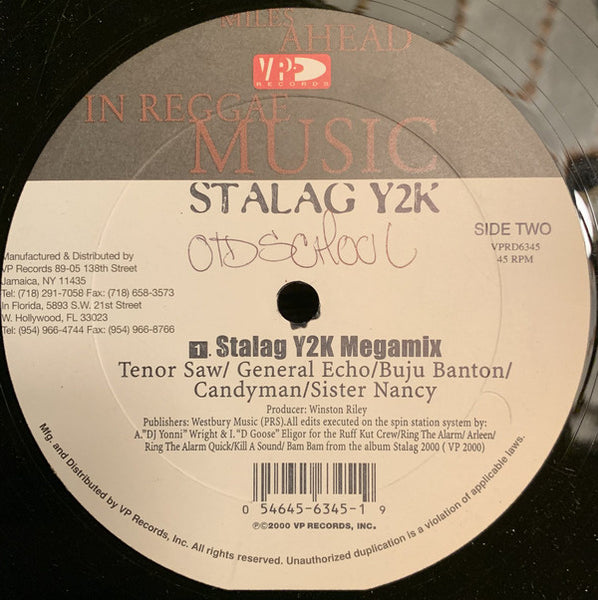 MILES
AHEAD
VP
RECORDS
IN REGGAE
MUSIC
STALAG Y2K
OLDSCHOOL
SIDE TWO
VPRD6345
45 RPM
Manufactured & Distributed by
VP Records 89-05 138th Street
Jamaica, NY 11435
Tel: (718) 291-7058 Fax: (718) 658-3573
In Florida, 5893 S.W. 21st Street
W. Hollywood, FL 33023
Tel: (954) 966-4744 Fax: (954) 966-8766
1. Stalag Y2K Megamix
Tenor Saw/ General Echo/Buju Banton/
Candyman/Sister Nancy
Producer: Winston Riley
Publishers: Westbury Music (PRS).All edits executed on the spin station system by:
A."DJ Yonni" Wright & I."D Goose" Eligor for the Ruff Kut Crew/Ring The Alarm/ Arleen/
Ring The Alarm Quick/Kill A Sound/ Bam Bam from the album Stalag 2000 ( VP 2000)
0 54645-6345-1 9
℗©2000 VP RECORDS, INC.
Mfg. and Distributed by VP Records, Inc. All rights reserved. Unauthorized duplication is a violation of applicable laws.